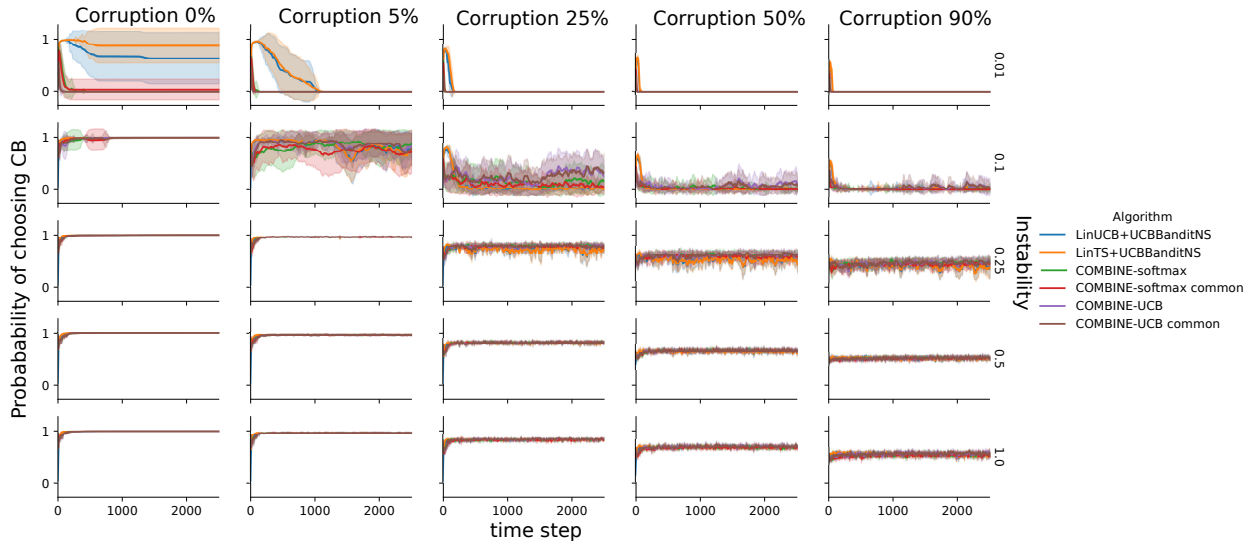 Corruption 0% Corruption 5% Corruption 25% Corruption 50% Corruption 90%
Probabability of choosing CB
1
0
0.01
1
0
0.1
1
0
0.25
1
0
0.5
1
0
1.0
0 1000 2000 0 1000 2000 0 1000 2000 0 1000 2000 0 1000 2000
time step
Instability
Algorithm
LinUCB+UCBBanditNS
LinTS+UCBBanditNS
COMBINE-softmax
COMBINE-softmax common
COMBINE-UCB
COMBINE-UCB common